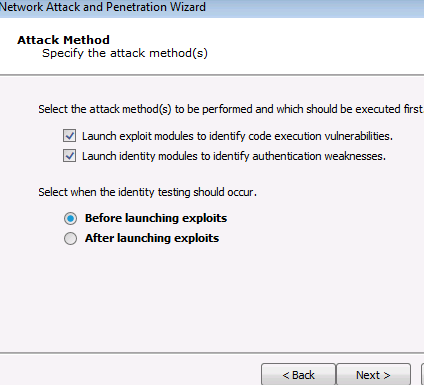 Network Attack and Penetration Wizard
Attack Method
Specify the attack method(s)
Select the attack method(s) to be performed and which should be executed first.
Launch exploit modules to identify code execution vulnerabilities.
Launch identity modules to identify authentication weaknesses.
Select when the identity testing should occur.
Before launching exploits
After launching exploits
< Back
Next >